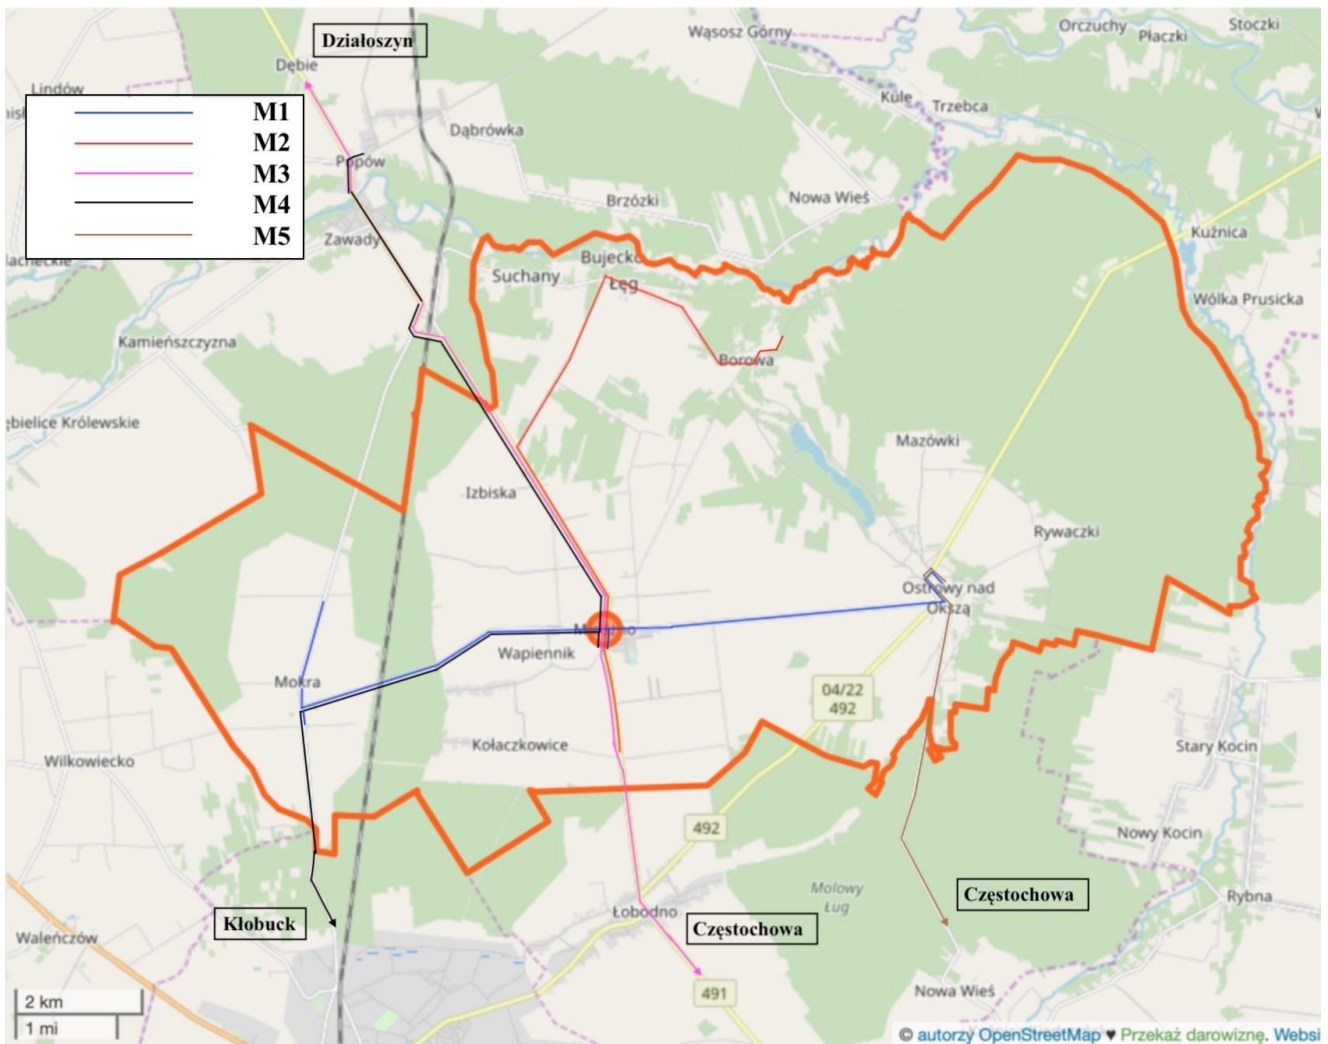 Działoszyn
Wąsosz Górny
Orczuchy
Stoczki
Płaczki
Dębie
Lindów
Kule
Trzebca
M1
M2
M3
M4
M5
Dąbrówka
Popów
Brzózki
Nowa Wieś
Zawady
Kuźnica
Bujecko
Suchany
Łęg
Wólka Prusicka
Kamieńszczyzna
Borowa
Królewskie
Mazówki
Izbiska
Rywaczki
Ostrowy nad
Okszą
Wapiennik
Mokra
04/22
492
Kołaczkowice
Wilkowiecko
Stary Kocin
492
Nowy Kocin
Molowy
Ług
Częstochowa
Rybna
Kłobuck
Łobodno
Częstochowa
Waleńczów
491
Nowa Wieś
2 km
1 mi
© autorzy OpenStreetMap ♥ Przekaż darowiznę. Websi